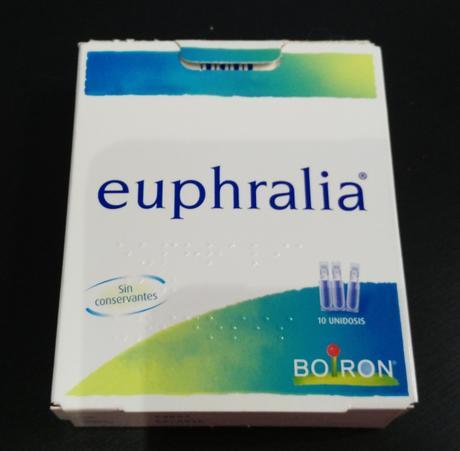 euphralia®
Sin
conservantes
10 UNIDOSIS
BOIRON®